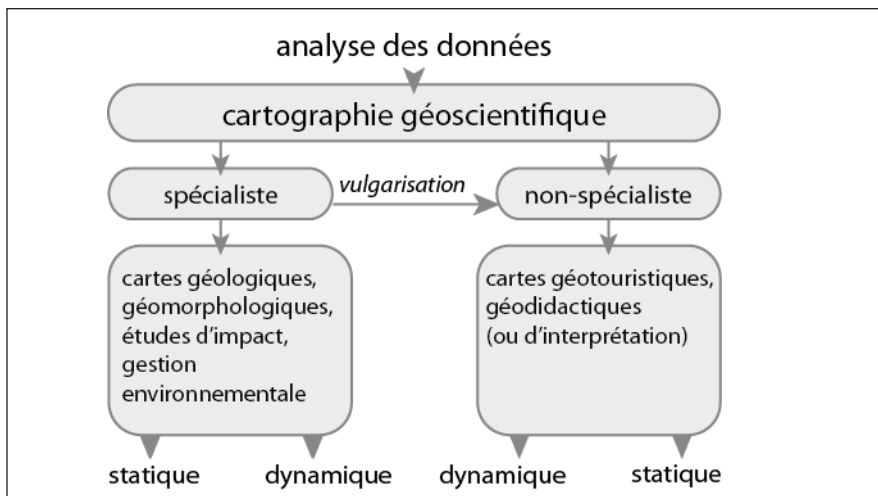 analyse des données
cartographie géoscientifique
spécialiste
vulgarisation
non-spécialiste
cartes géologiques,
géomorphologiques,
études d'impact,
gestion
environnementale
cartes géotouristiques,
géodidactiques
(ou d'interprétation)
statique
dynamique
dynamique
statique